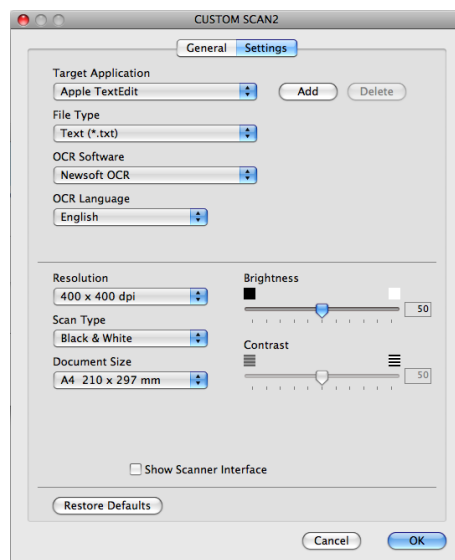 CUSTOM SCAN2
General Settings
Target Application
Apple TextEdit Add Delete
File Type
Text (*.txt)
OCR Software
Newsoft OCR
OCR Language
English
Resolution Brightness
400 x 400 dpi 50
Scan Type
Black & White
Contrast
Document Size
A4 210 x 297 mm 50
Show Scanner Interface
Restore Defaults
Cancel OK